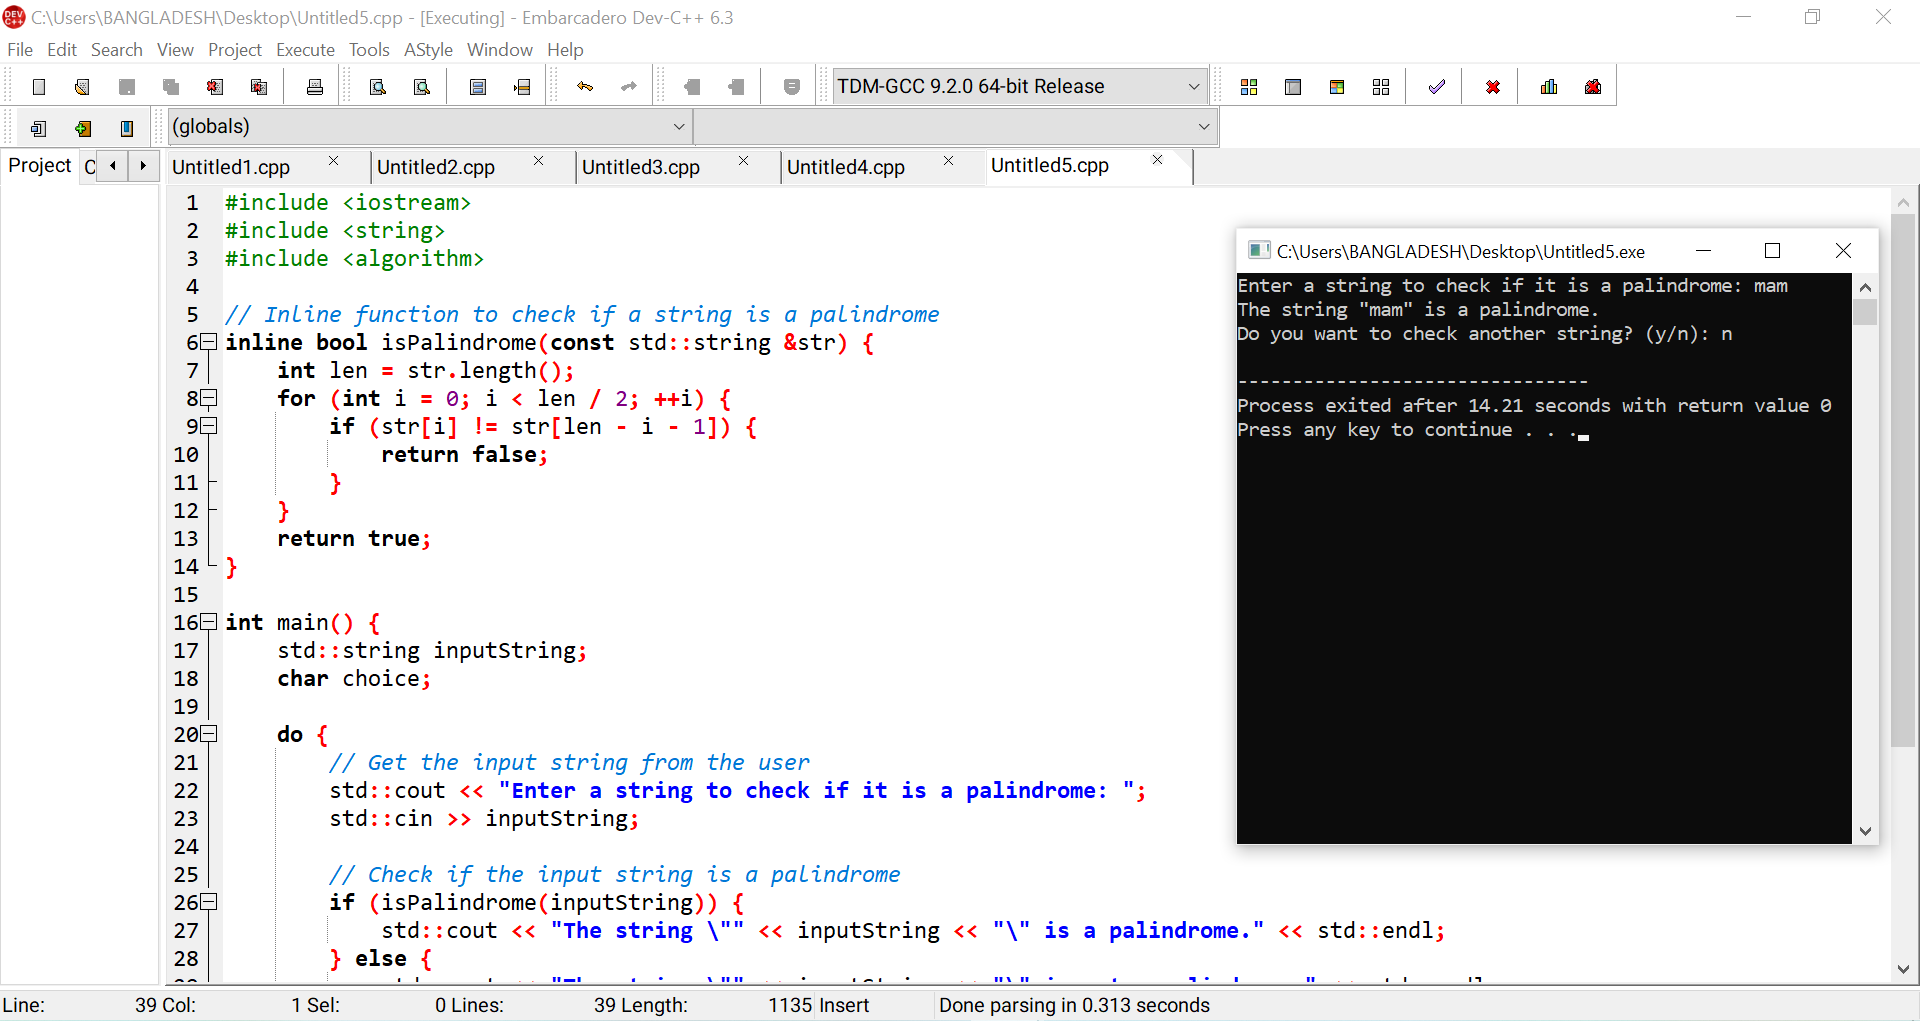 C:\Users\BANGLADESH\Desktop\Untitled5.cpp - [Executing] - Embarcadero Dev-C++ 6.3
File Edit Search View Project Execute Tools AStyle Window Help
TDM-GCC 9.2.0 64-bit Release
(globals)
Project
Untitled1.cpp Untitled2.cpp Untitled3.cpp Untitled4.cpp Untitled5.cpp
1 #include <iostream>
2 #include <string>
3 #include <algorithm>
4
5 // Inline function to check if a string is a palindrome
6 inline bool isPalindrome(const std::string &str) {
7 int len = str.length();
8 for (int i = 0; i < len / 2; ++i) {
9 if (str[i] != str[len - i - 1]) {
10 return false;
11 }
12 }
13 return true;
14 }
15
16 int main() {
17 std::string inputString;
18 char choice;
19
20 do {
21 // Get the input string from the user
22 std::cout << "Enter a string to check if it is a palindrome: ";
23 std::cin >> inputString;
24
25 // Check if the input string is a palindrome
26 if (isPalindrome(inputString)) {
27 std::cout << "The string \"" << inputString << "\" is a palindrome." << std::endl;
28 } else {
C:\Users\BANGLADESH\Desktop\Untitled5.exe
Enter a string to check if it is a palindrome: mam
The string "mam" is a palindrome.
Do you want to check another string? (y/n): n
--------------------------------
Process exited after 14.21 seconds with return value 0
Press any key to continue . . .
Line: 39 Col: 1 Sel: 0 Lines: 39 Length: 1135 Insert Done parsing in 0.313 seconds